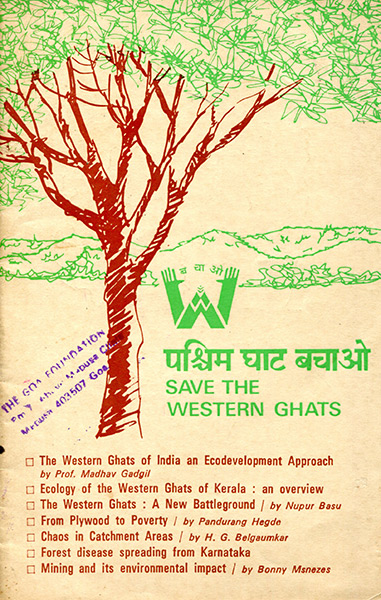 बचाओ
पश्चिम घाट बचाओ
SAVE THE
WESTERN GHATS
THE GOA FOUNDATION
Mapusa 403507 Goa
□ The Western Ghats of India an Ecodevelopment Approach
by Prof. Madhav Gadgil
□ Ecology of the Western Ghats of Kerala : an overview
□ The Western Ghats : A New Battleground / by Nupur Basu
□ From Plywood to Poverty / by Pandurang Hegde
□ Chaos in Catchment Areas / by H. G. Belgaumkar
□ Forest disease spreading from Karnataka
□ Mining and its environmental impact / by Bonny Msnezes